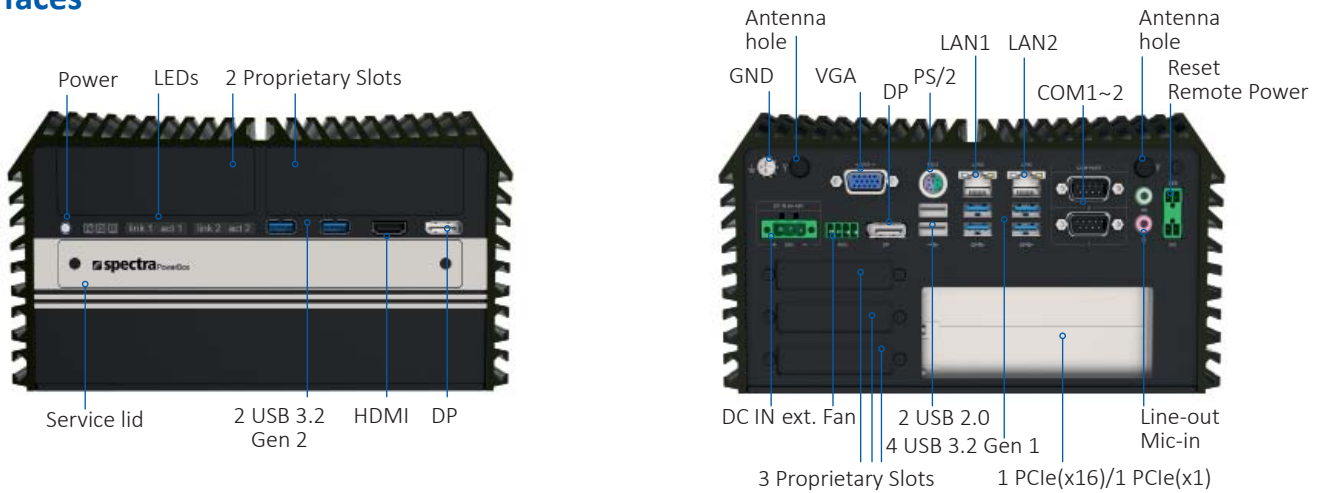 faces
Power
LEDs
2 Proprietary Slots
link 1 act 1
link 2 act 2
spectra PowerBox
Service lid
2 USB 3.2
Gen 2
HDMI
DP
Antenna
hole
LAN1
LAN2
Antenna
hole
GND
VGA
DP
PS/2
COM1~2
Reset
Remote Power
DC IN
ext. Fan
2 USB 2.0
4 USB 3.2 Gen 1
Line-out
Mic-in
3 Proprietary Slots
1 PCIe(x16)/1 PCIe(x1)